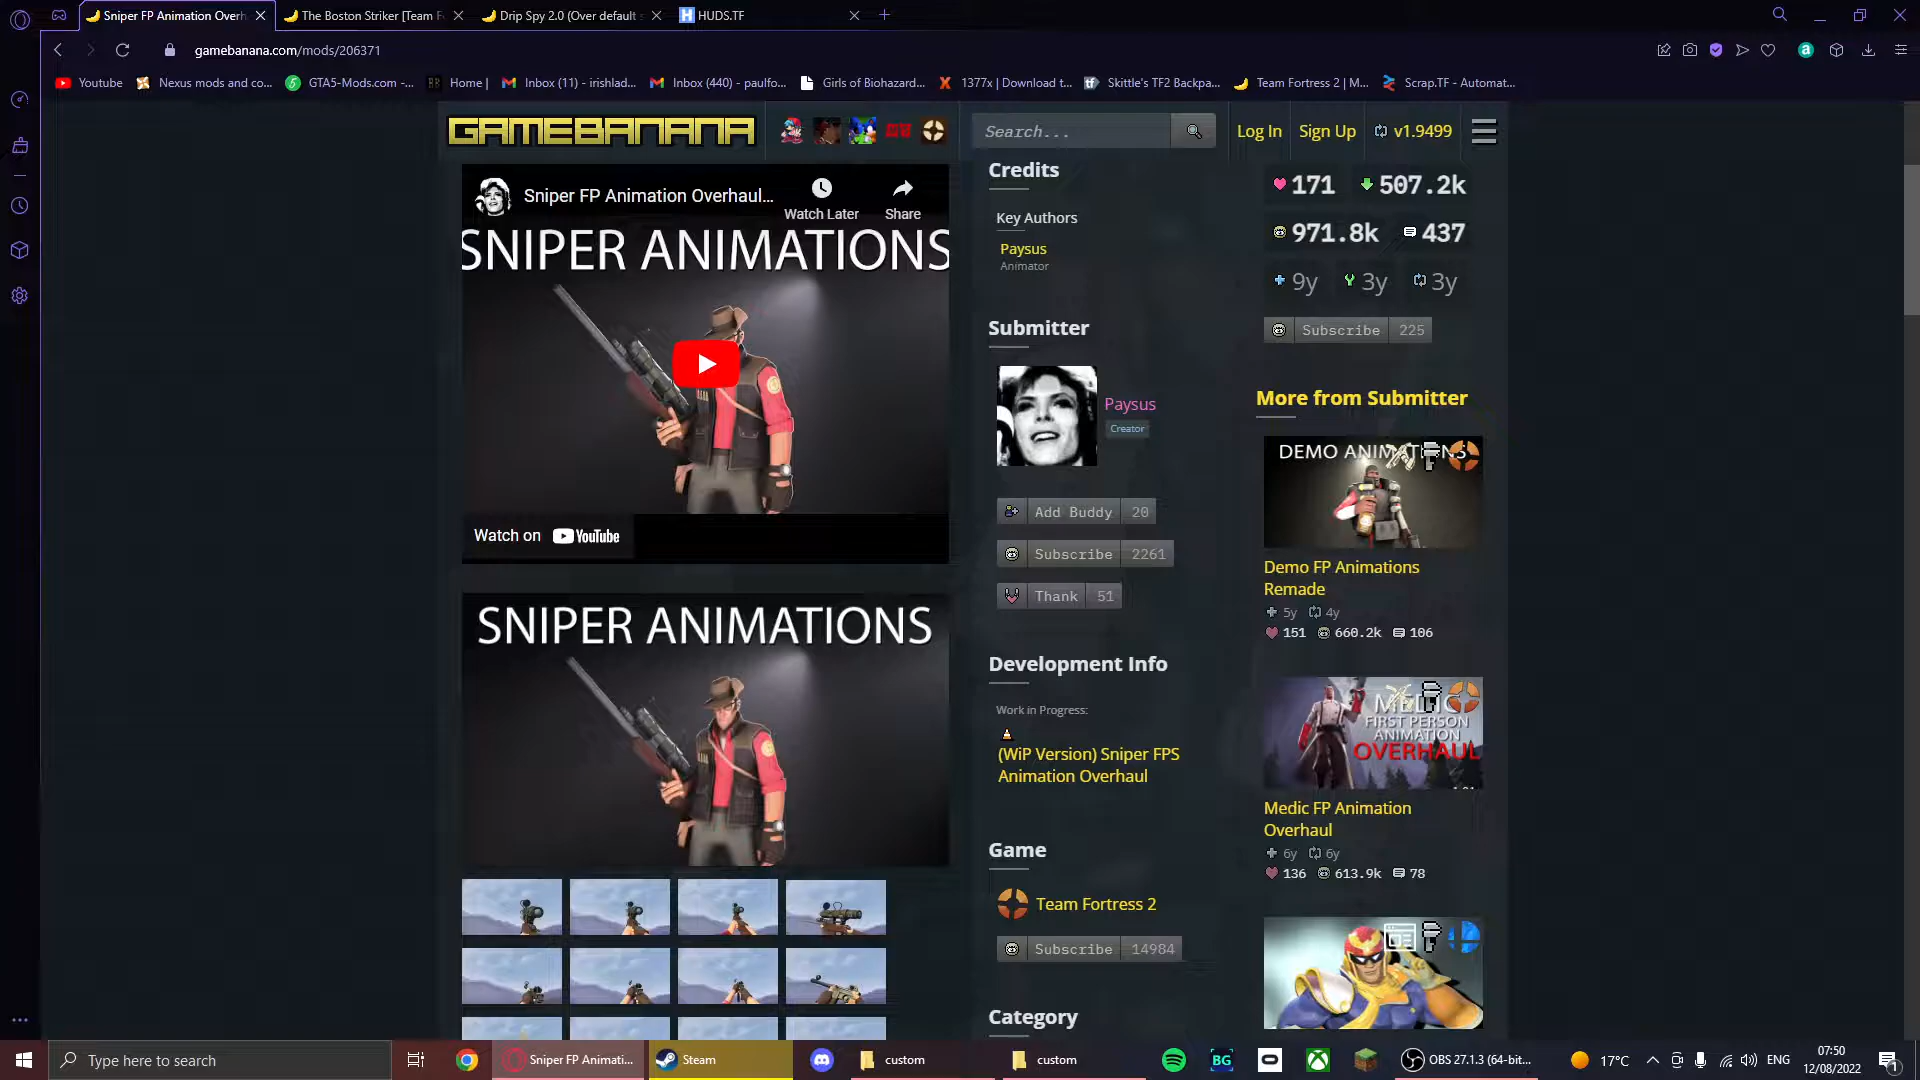 Sniper FP Animation Overh
The Boston Striker [Team F
Drip Spy 2.0 (Over default s
HUDS.TF
gamebanana.com/mods/206371
Youtube
Nexus mods and co...
GTA5-Mods.com -...
Home |
Inbox (11) - irishlad...
Inbox (440) - paulfo...
Girls of Biohazard...
1377x | Download t...
Skittle's TF2 Backpa...
Team Fortress 2 | M...
Scrap.TF - Automat...
GAMEBANANA
Search...
Log In
Sign Up
v1.9499
Sniper FP Animation Overhaul...
Watch Later
Share
SNIPER ANIMATIONS
Watch on YouTube
SNIPER ANIMATIONS
Credits
Key Authors
Paysus
Animator
Submitter
Paysus
Creator
Add Buddy 20
Subscribe 2261
Thank 51
Development Info
Work in Progress:
(WiP Version) Sniper FPS
Animation Overhaul
Game
Team Fortress 2
Subscribe 14984
Category
171 507.2k
971.8k 437
9y 3y 3y
Subscribe 225
More from Submitter
DEMO ANIMATIONS
Demo FP Animations
Remade
5y 4y
151 660.2k 106
MEDIC
FIRST PERSON
ANIMATION
OVERHAUL
Medic FP Animation
Overhaul
6y 6y
136 613.9k 78
Type here to search
Sniper FP Animati...
Steam
custom
custom
BG
OBS 27.1.3 (64-bit...
17°C
ENG
07:50
12/08/2022
1